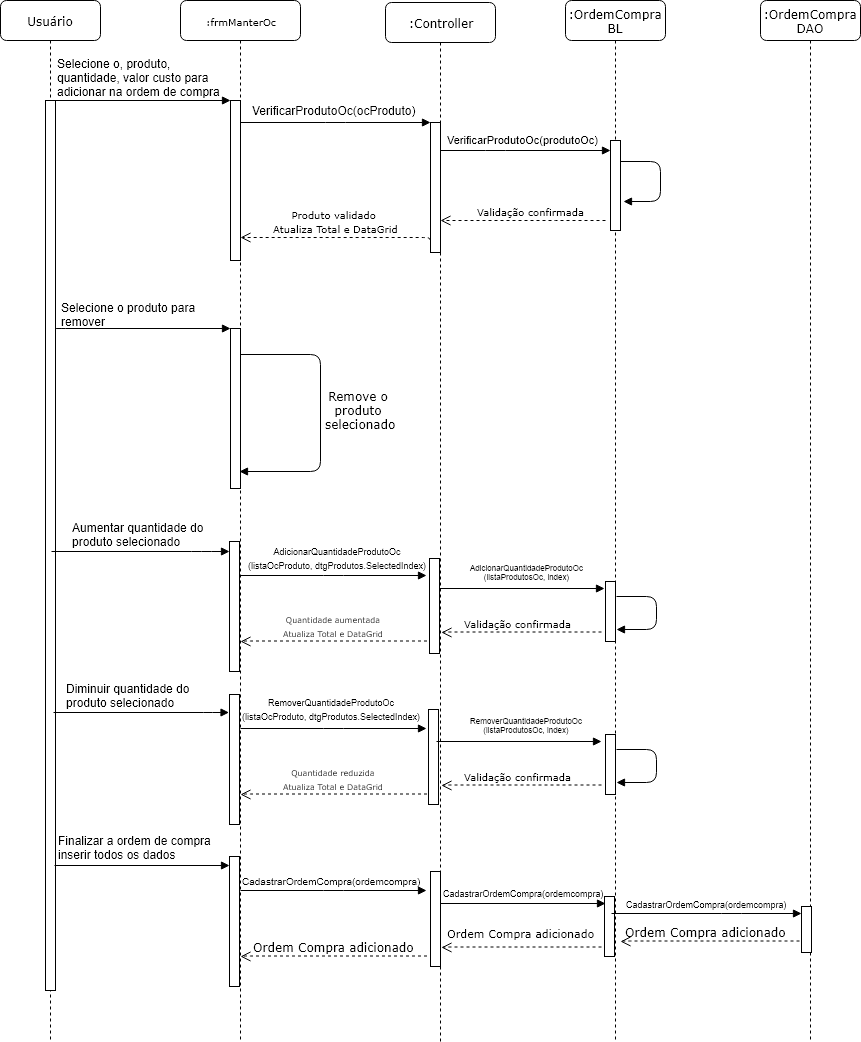 Usuário
:frmManterOc
:Controller
:OrdemCompra
BL
:OrdemCompra
DAO
Selecione o, produto,
quantidade, valor custo para
adicionar na ordem de compra
VerificarProdutoOc(ocProduto)
VerificarProdutoOc(produtoOc)
Validação confirmada
Produto validado
Atualiza Total e DataGrid
Selecione o produto para
remover
Remove o
produto
selecionado
Aumentar quantidade do
produto selecionado
AdicionarQuantidadeProdutoOc
(listaOcProduto, dtgProdutos.SelectedIndex)
AdicionarQuantidadeProdutoOc
(listaProdutosOc, index)
Quantidade aumentada
Atualiza Total e DataGrid
Validação confirmada
Diminuir quantidade do
produto selecionado
RemoverQuantidadeProdutoOc
(listaOcProduto, dtgProdutos.SelectedIndex)
RemoverQuantidadeProdutoOc
(listaProdutosOc, index)
Quantidade reduzida
Atualiza Total e DataGrid
Validação confirmada
Finalizar a ordem de compra
inserir todos os dados
CadastrarOrdemCompra(ordemcompra)
CadastrarOrdemCompra(ordemcompra)
CadastrarOrdemCompra(ordemcompra)
Ordem Compra adicionado
Ordem Compra adicionado
Ordem Compra adicionado